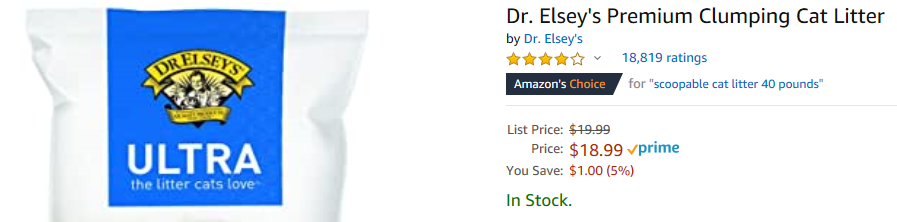 DR. ELSEY'S
ULTRA
the litter cats love™
Dr. Elsey's Premium Clumping Cat Litter
by Dr. Elsey's
18,819 ratings
Amazon's Choice for "scoopable cat litter 40 pounds"
List Price: $19.99
Price: $18.99 prime
You Save: $1.00 (5%)
In Stock.